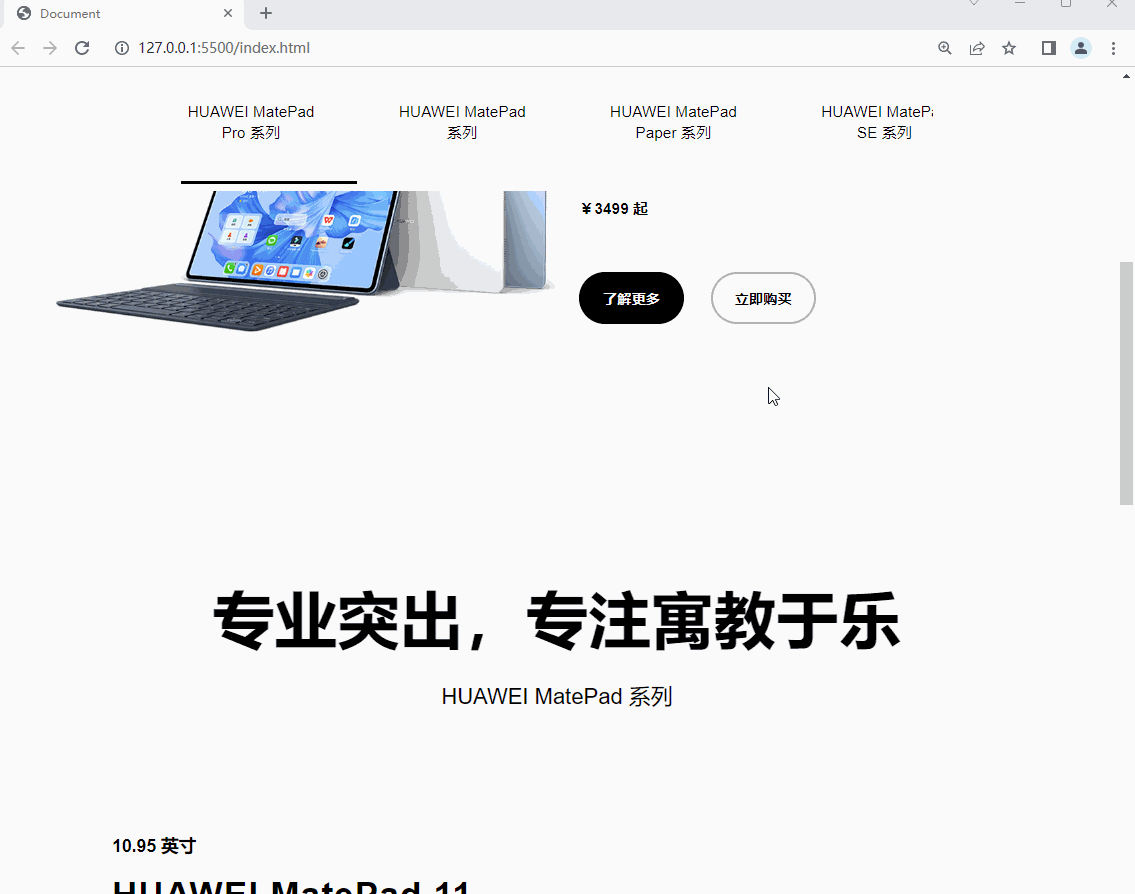 Document
127.0.0.1:5500/index.html
HUAWEI MatePad
Pro 系列
HUAWEI MatePad
系列
HUAWEI MatePad
Paper 系列
HUAWEI MatePa
SE 系列
¥ 3499 起
了解更多
立即购买
专业突出，专注寓教于乐
HUAWEI MatePad 系列
10.95 英寸
HUAWEI MatePad 11